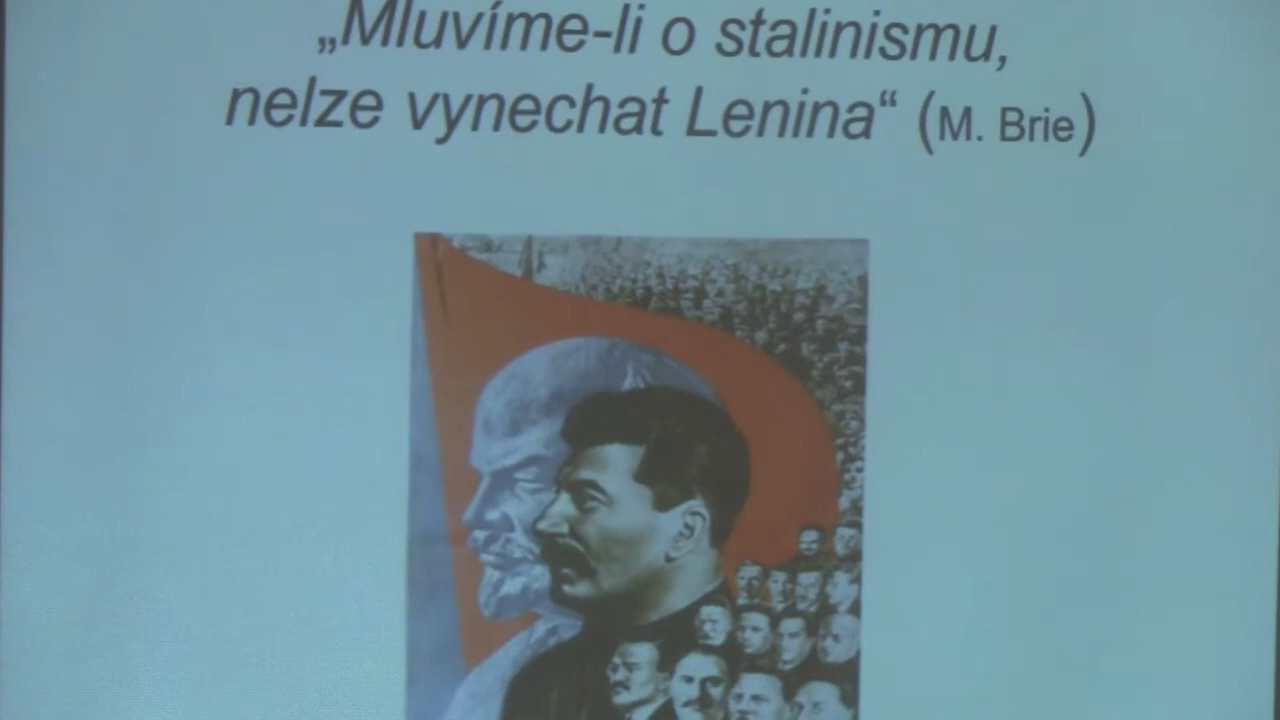 „Mluvíme-li o stalinismu,
nelze vynechat Lenina“ (M. Brie)